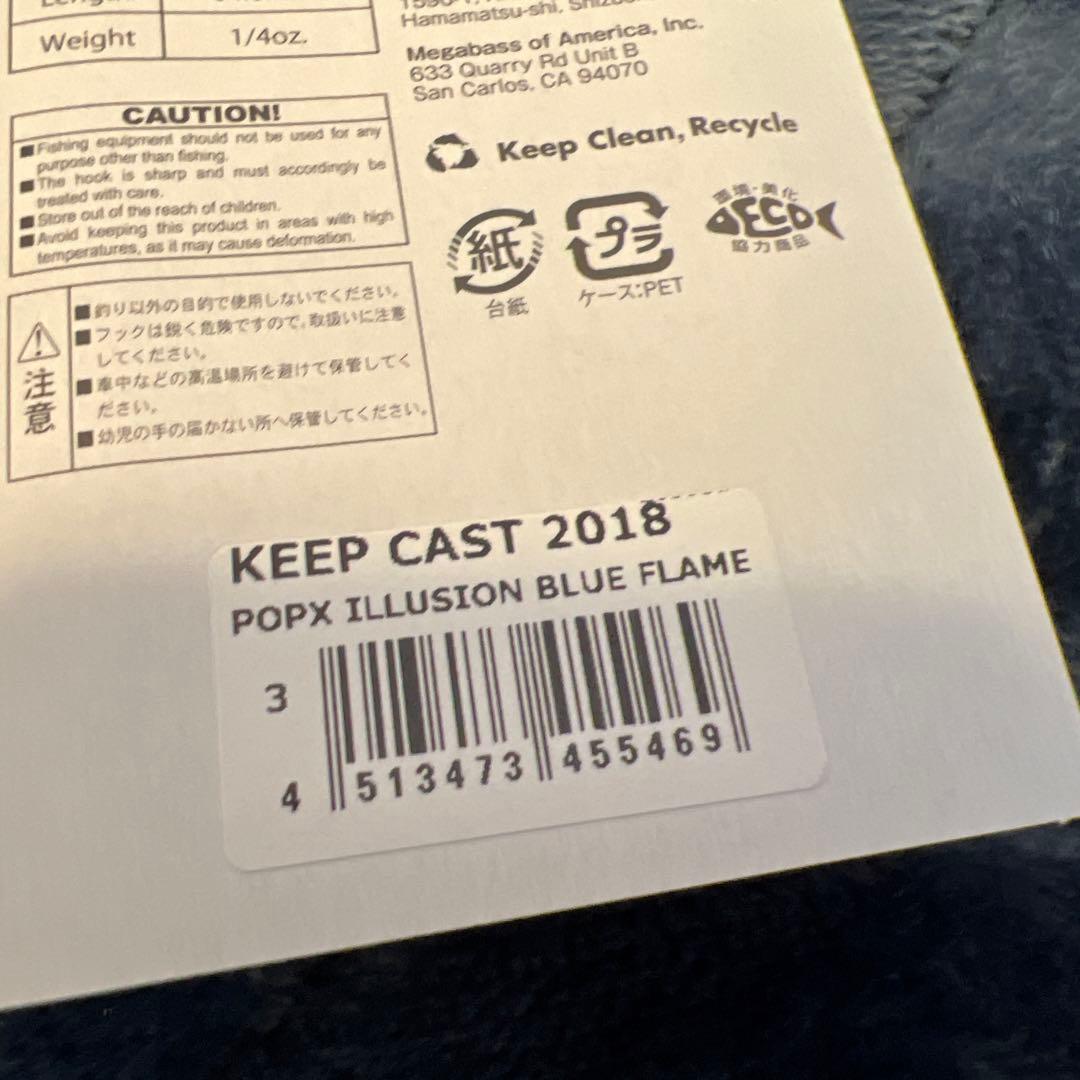 Weight 1/4oz.
Hamamatsu-shi,
Megabass of America, Inc.
633 Quarry Rd Unit B
San Carlos, CA 94070
CAUTION!
■Fishing equipment should not be used for any
purpose other than fishing.
■The hook is sharp and must accordingly be
treated with care.
■Store out of the reach of children.
■Avoid keeping this product in areas with high
temperatures, as it may cause deformation.
Keep Clean, Recycle
紙
台紙
プラ
ケース:PET
環境・美化
ECO
協力商品
注意
■釣り以外の目的で使用しないでください。
■フックは鋭く危険ですので、取扱いに注意
してください。
■車中などの高温場所を避けて保管してく
ださい。
■幼児の手の届かない所へ保管してください。
KEEP CAST 2018
POPX ILLUSION BLUE FLAME
3
4 513473 455469